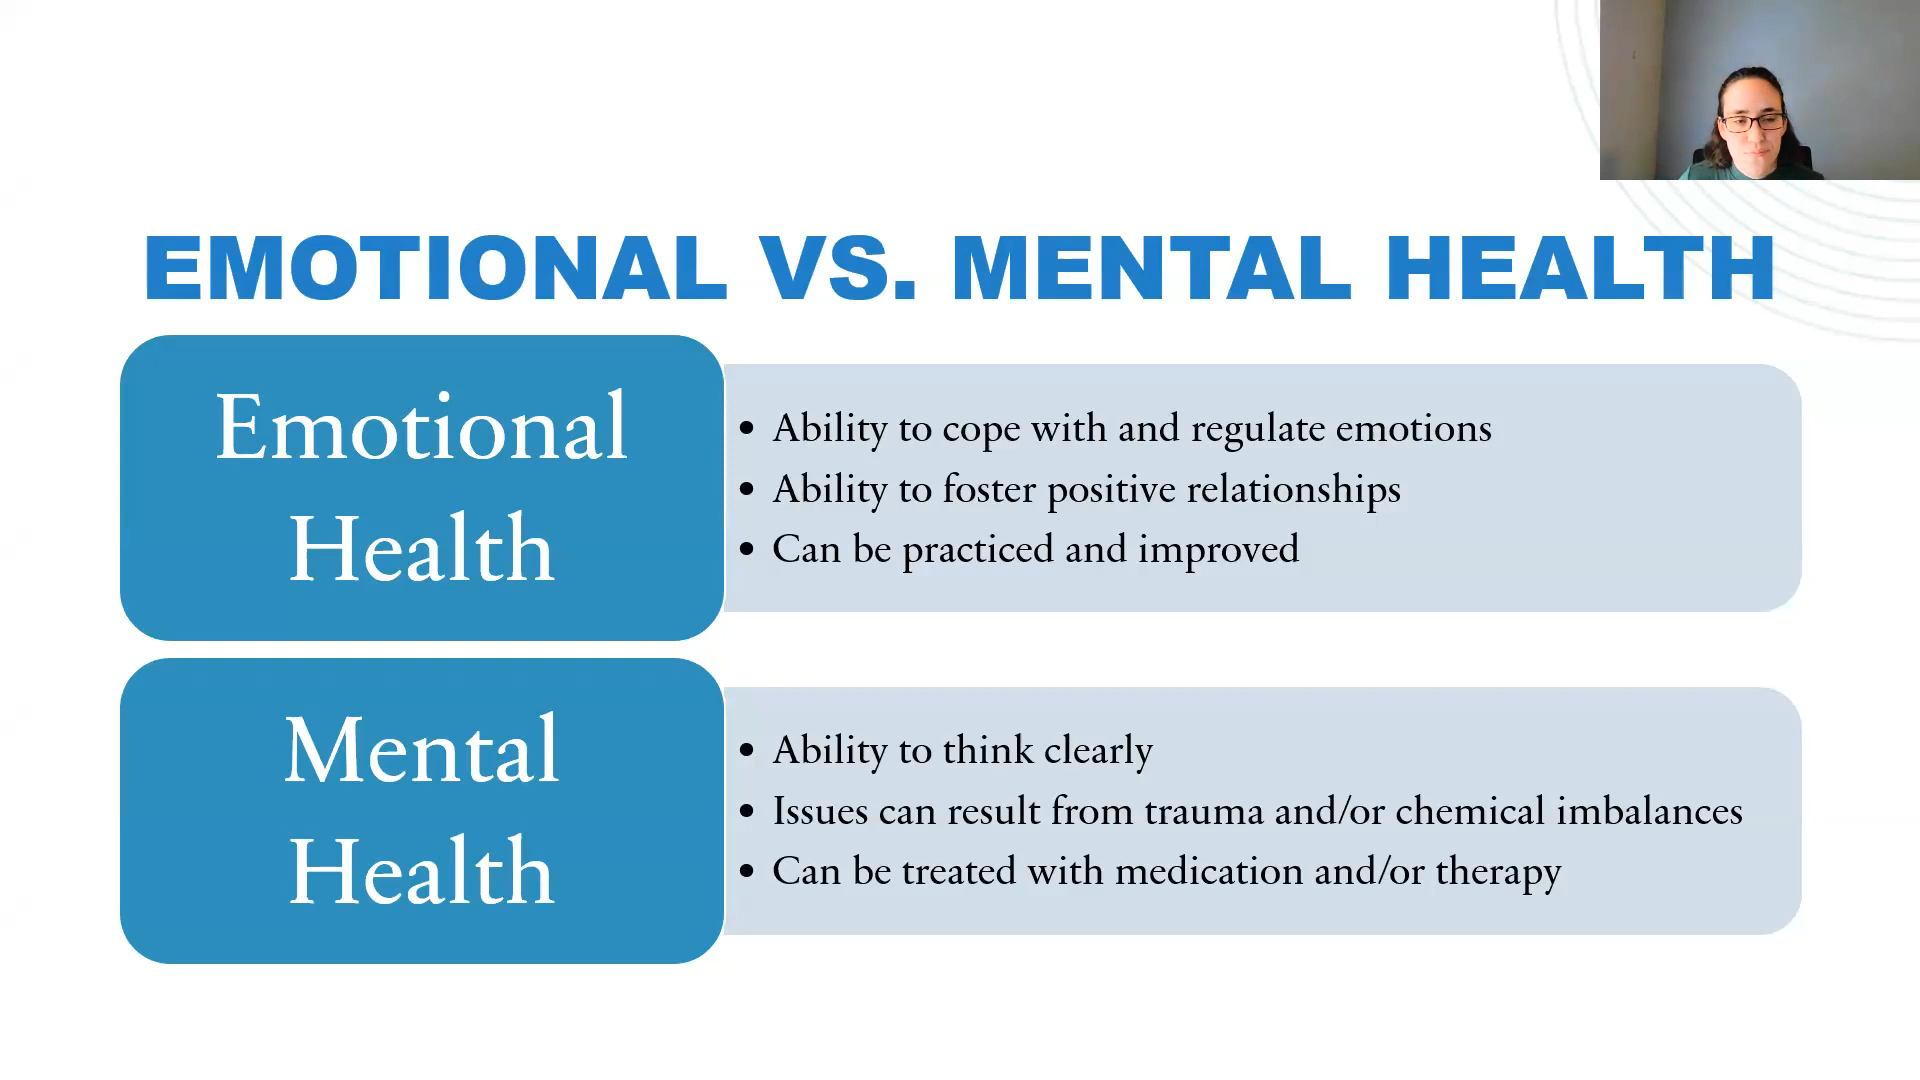 EMOTIONAL VS. MENTAL HEALTH
Emotional
Health
• Ability to cope with and regulate emotions
• Ability to foster positive relationships
• Can be practiced and improved
Mental
Health
• Ability to think clearly
• Issues can result from trauma and/or chemical imbalances
• Can be treated with medication and/or therapy